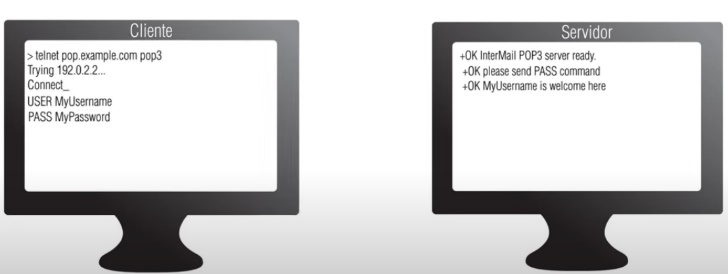 Cliente
> telnet pop.example.com pop3
Trying 192.0.2.2...
Connect_
USER MyUsername
PASS MyPassword
Servidor
+OK InterMail POP3 server ready.
+OK please send PASS command
+OK MyUsername is welcome here